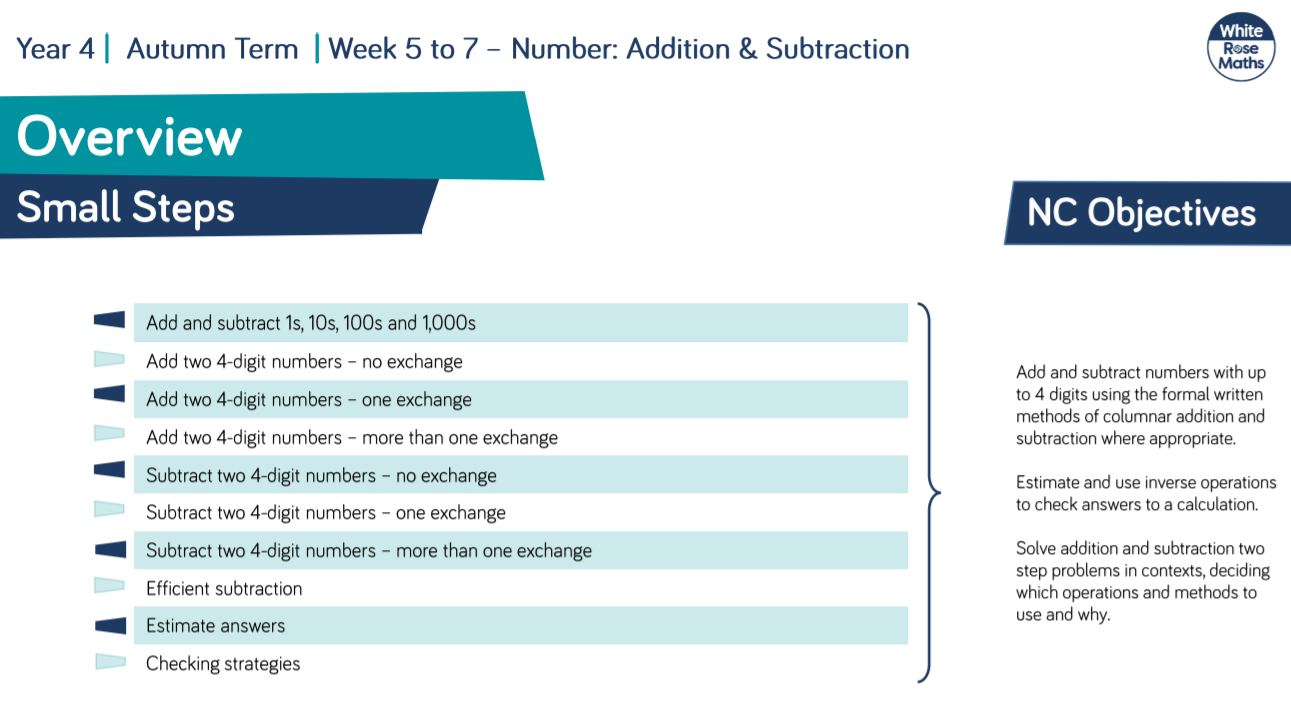 Year 4 | Autumn Term | Week 5 to 7 – Number: Addition & Subtraction
White
Rose
Maths
Overview
Small Steps
NC Objectives
Add and subtract 1s, 10s, 100s and 1,000s
Add two 4-digit numbers – no exchange
Add two 4-digit numbers – one exchange
Add two 4-digit numbers – more than one exchange
Subtract two 4-digit numbers – no exchange
Subtract two 4-digit numbers – one exchange
Subtract two 4-digit numbers – more than one exchange
Efficient subtraction
Estimate answers
Checking strategies
Add and subtract numbers with up
to 4 digits using the formal written
methods of columnar addition and
subtraction where appropriate.
Estimate and use inverse operations
to check answers to a calculation.
Solve addition and subtraction two
step problems in contexts, deciding
which operations and methods to
use and why.